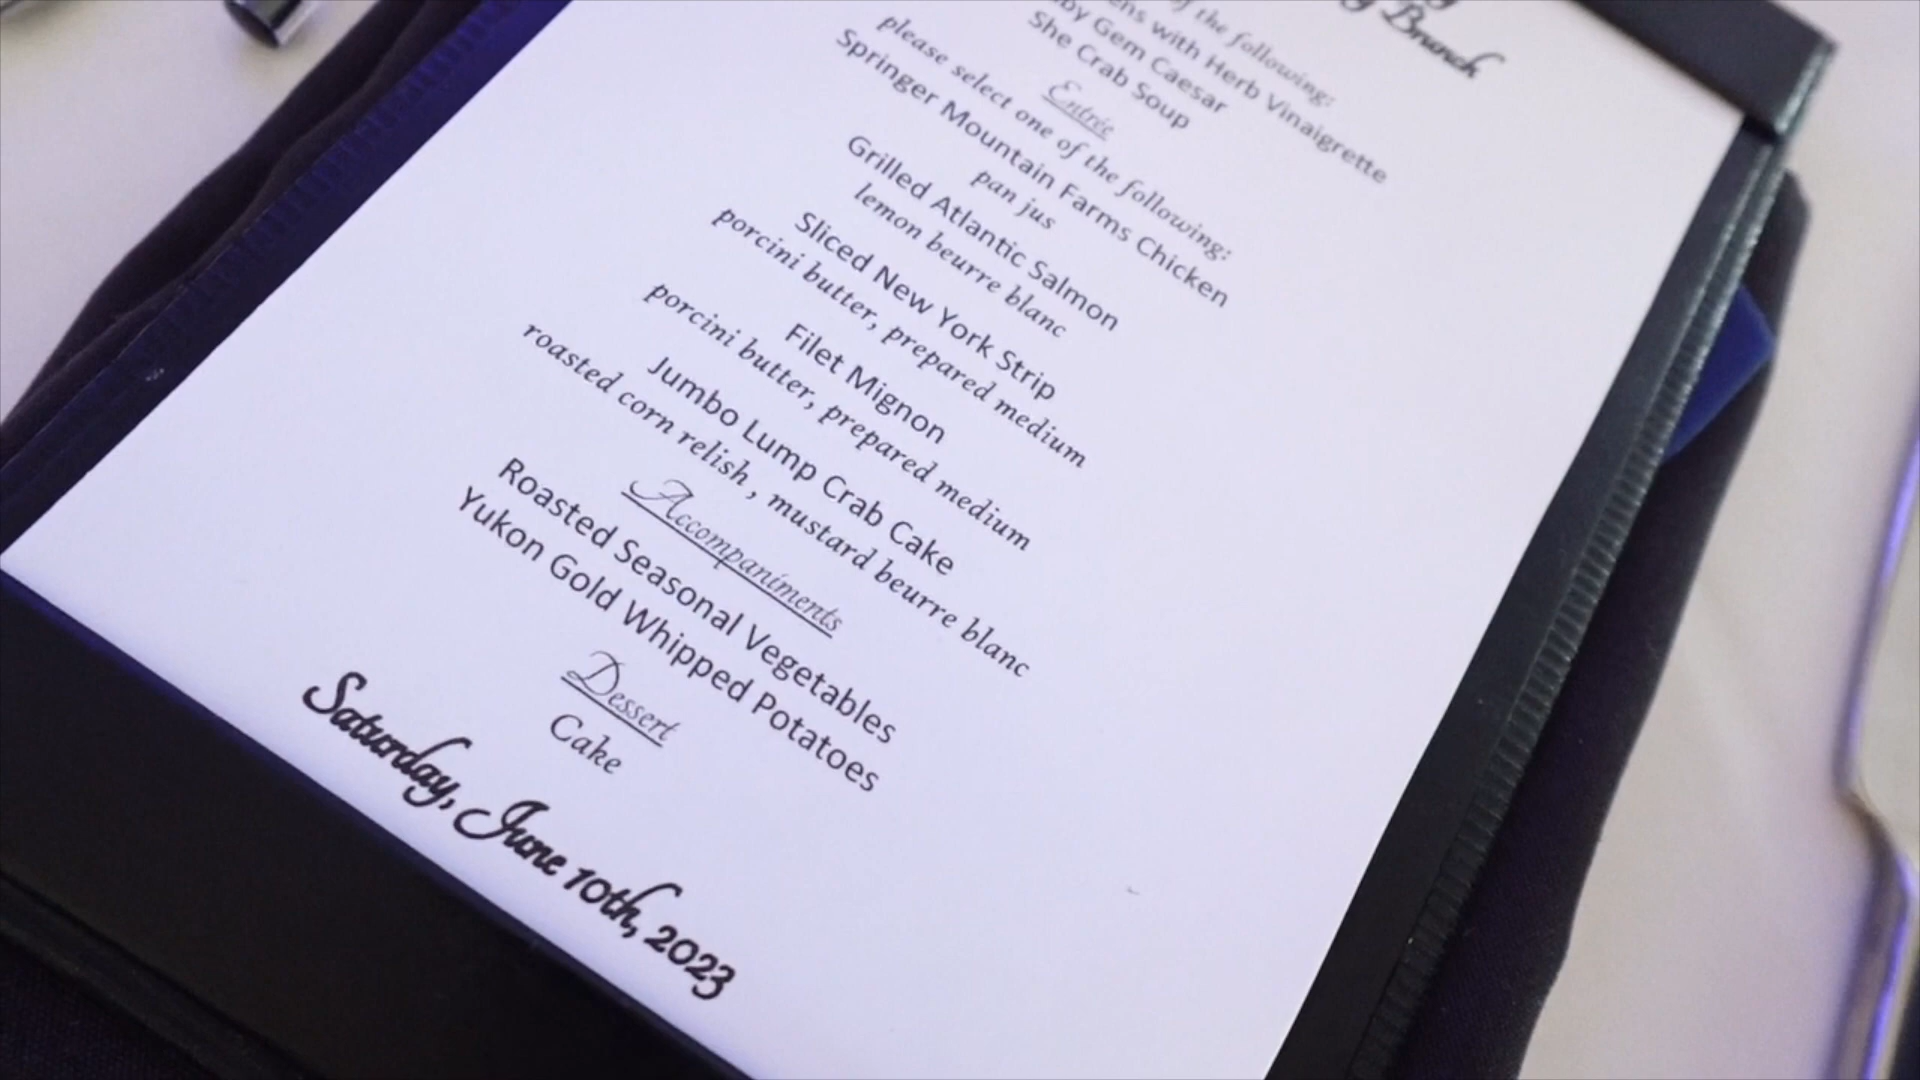 Brunch
of the following:
with Herb Vinaigrette
Gem Caesar
She Crab Soup
Entrée
please select one of the following:
Springer Mountain Farms Chicken
pan jus
Grilled Atlantic Salmon
lemon beurre blanc
Sliced New York Strip
porcini butter, prepared medium
Filet Mignon
porcini butter, prepared medium
Jumbo Lump Crab Cake
roasted corn relish , mustard beurre blanc
Accompaniments
Roasted Seasonal Vegetables
Yukon Gold Whipped Potatoes
Dessert
Cake
Saturday, June 10th, 2023